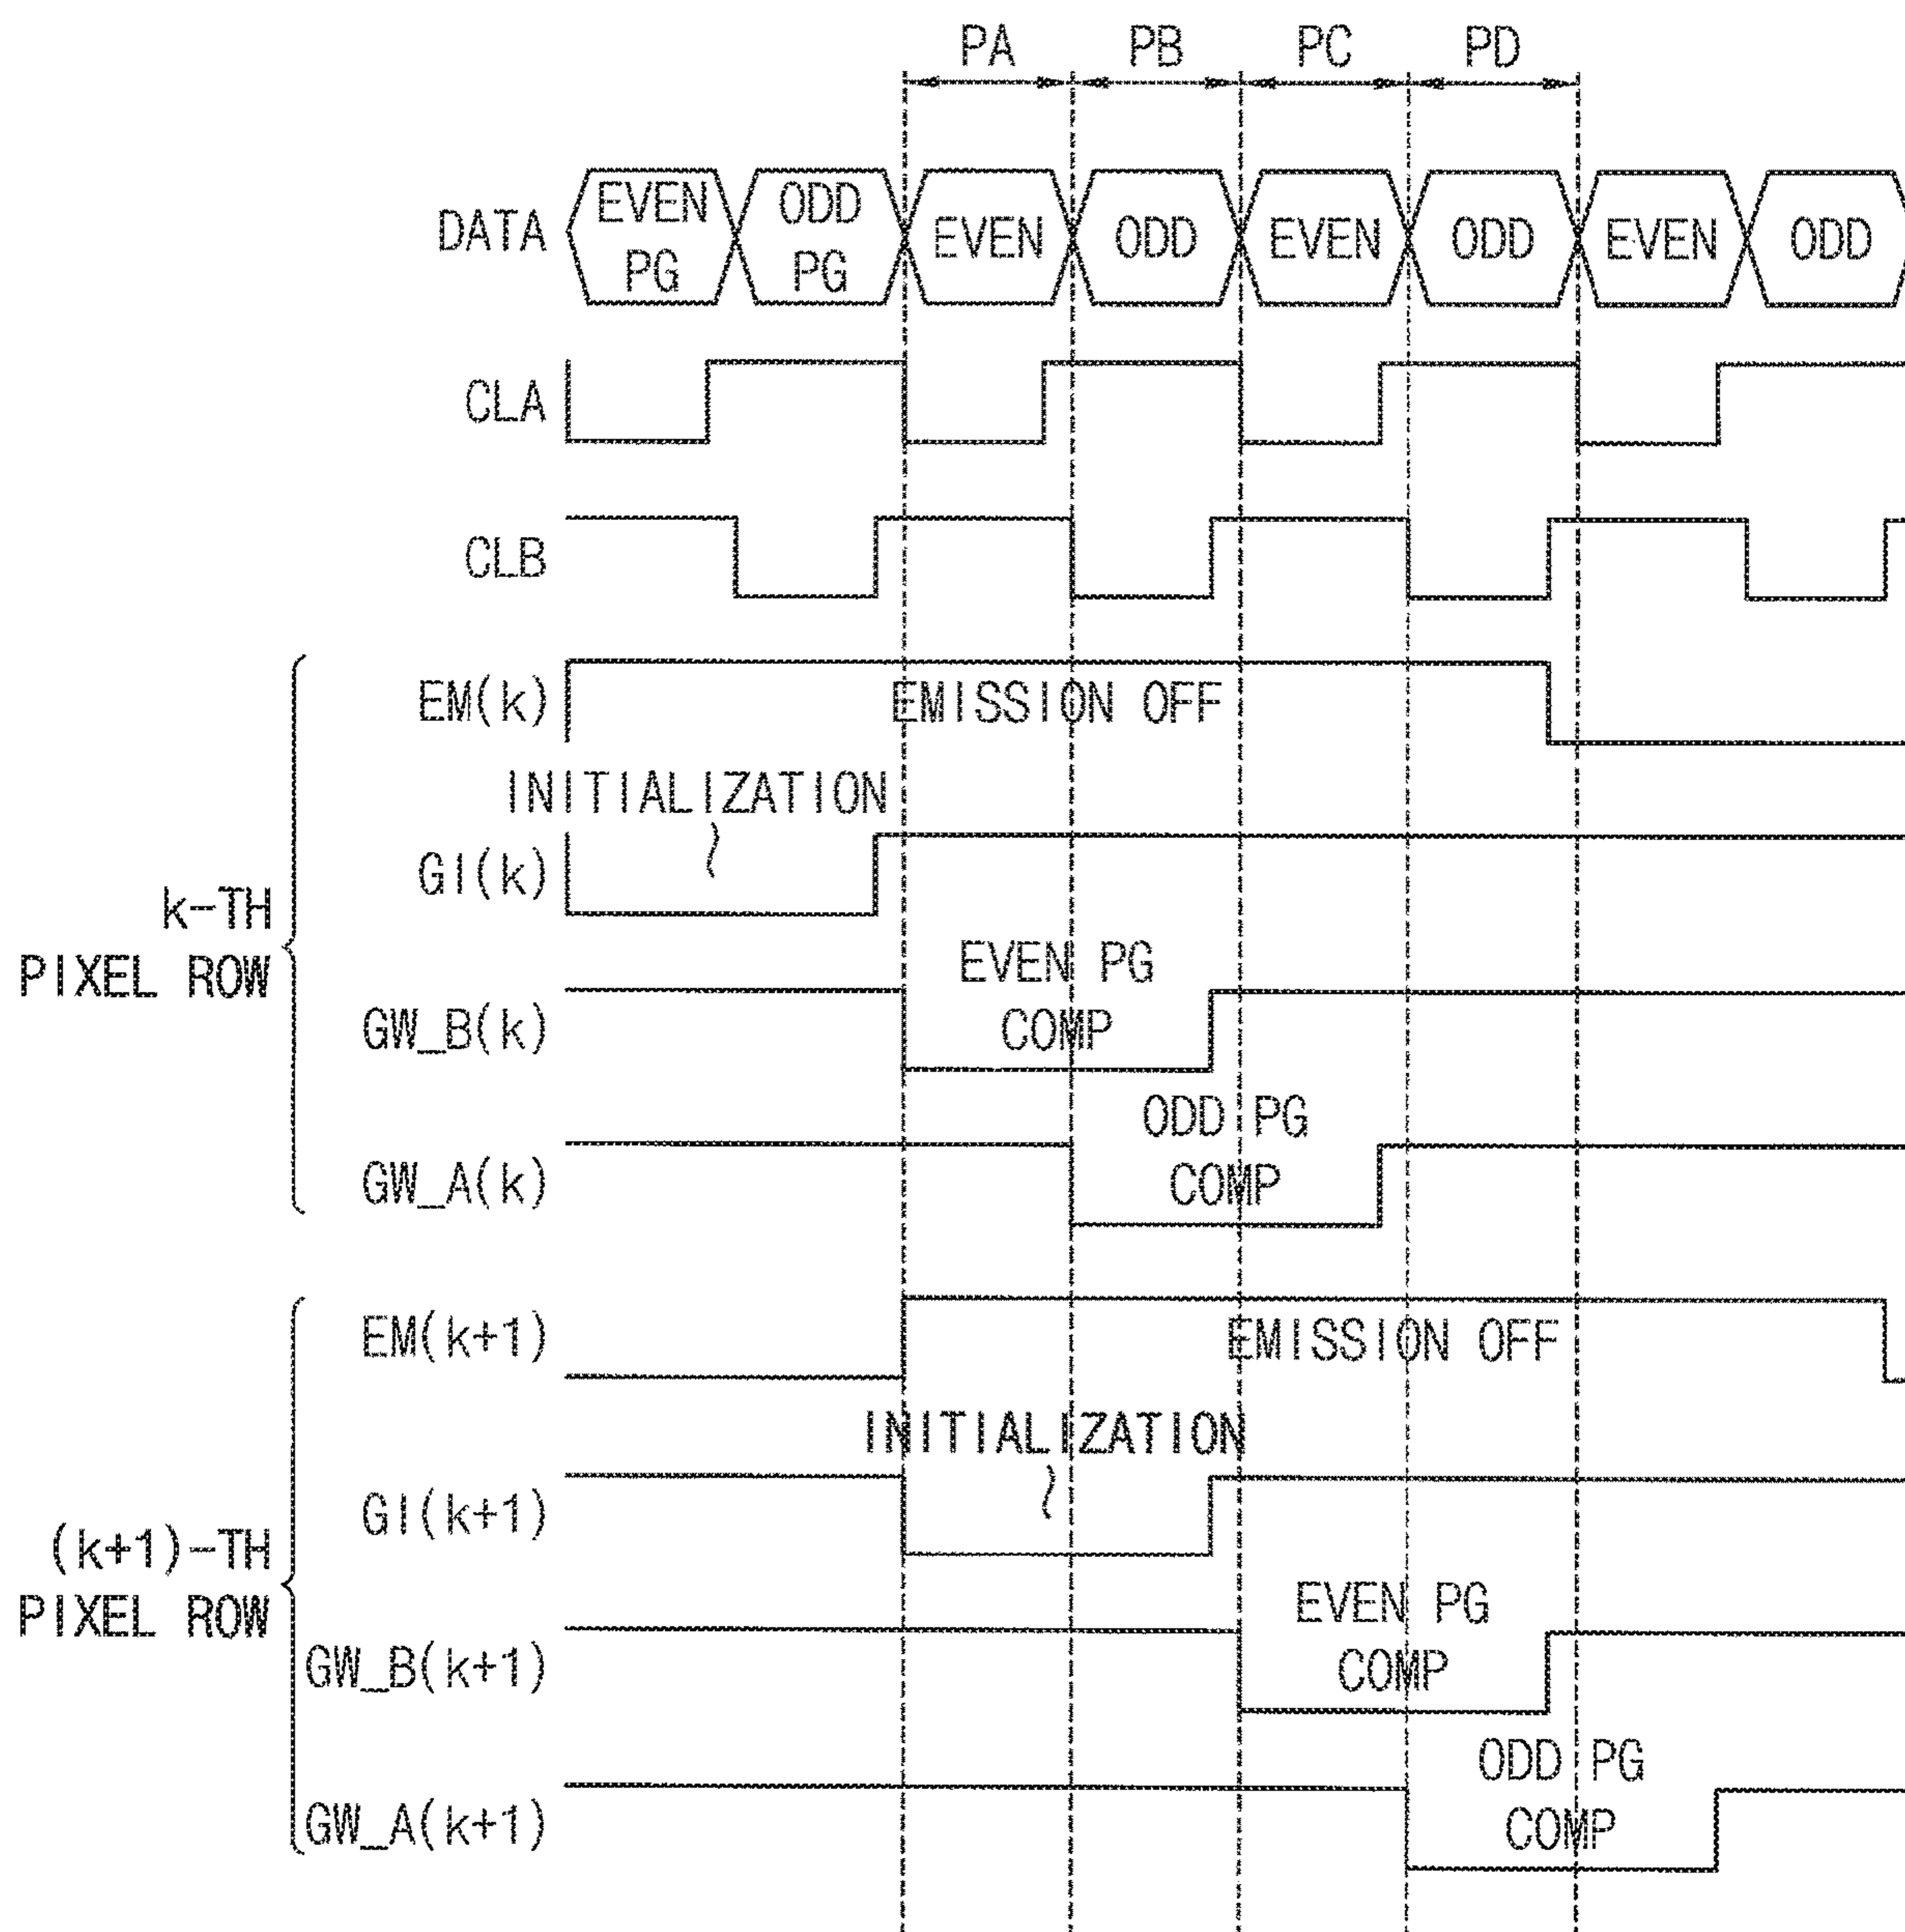 PA PB PC PD
DATA
EVEN PG
ODD PG
EVEN
ODD
EVEN
ODD
EVEN
ODD
CLA
CLB
k-TH
PIXEL ROW
EM(k)
EMISSION OFF
INITIALIZATION
GI(k)
EVEN PG
COMP
GW_B(k)
ODD PG
COMP
GW_A(k)
(k+1)-TH
PIXEL ROW
EM(k+1)
EMISSION OFF
INITIALIZATION
GI(k+1)
EVEN PG
COMP
GW_B(k+1)
ODD PG
COMP
GW_A(k+1)